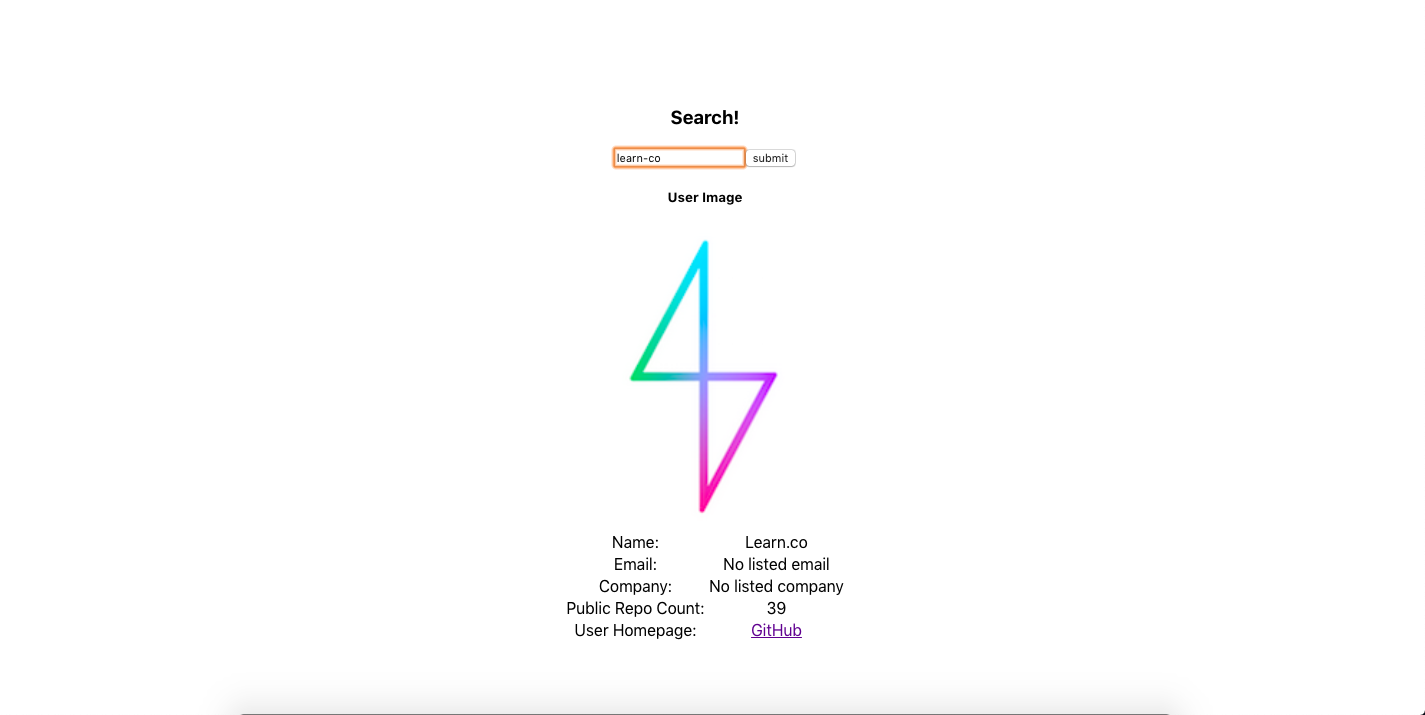 Search!
learn-co submit
User Image
Name: Learn.co
Email: No listed email
Company: No listed company
Public Repo Count: 39
User Homepage: GitHub